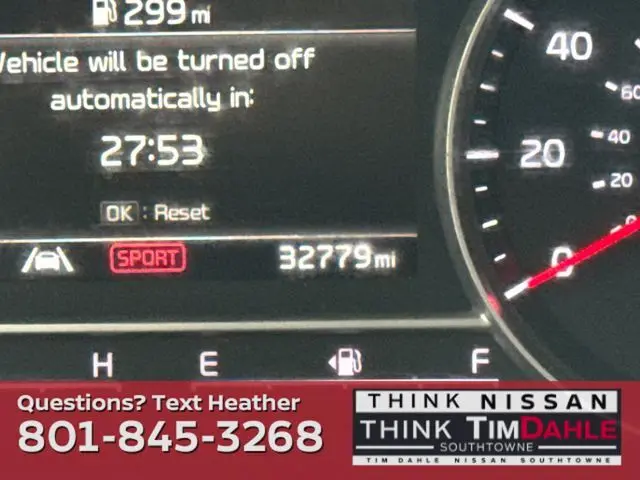 299 mi
Vehicle will be turned off
automatically in:
27:53
OK : Reset
SPORT
32779 mi
40
20
0
60
40
20
H
E
F
Questions? Text Heather
801-845-3268
THINK NISSAN
THINK TIMDAHLE
SOUTHTOWNE
TIM DAHLE NISSAN SOUTHTOWNE